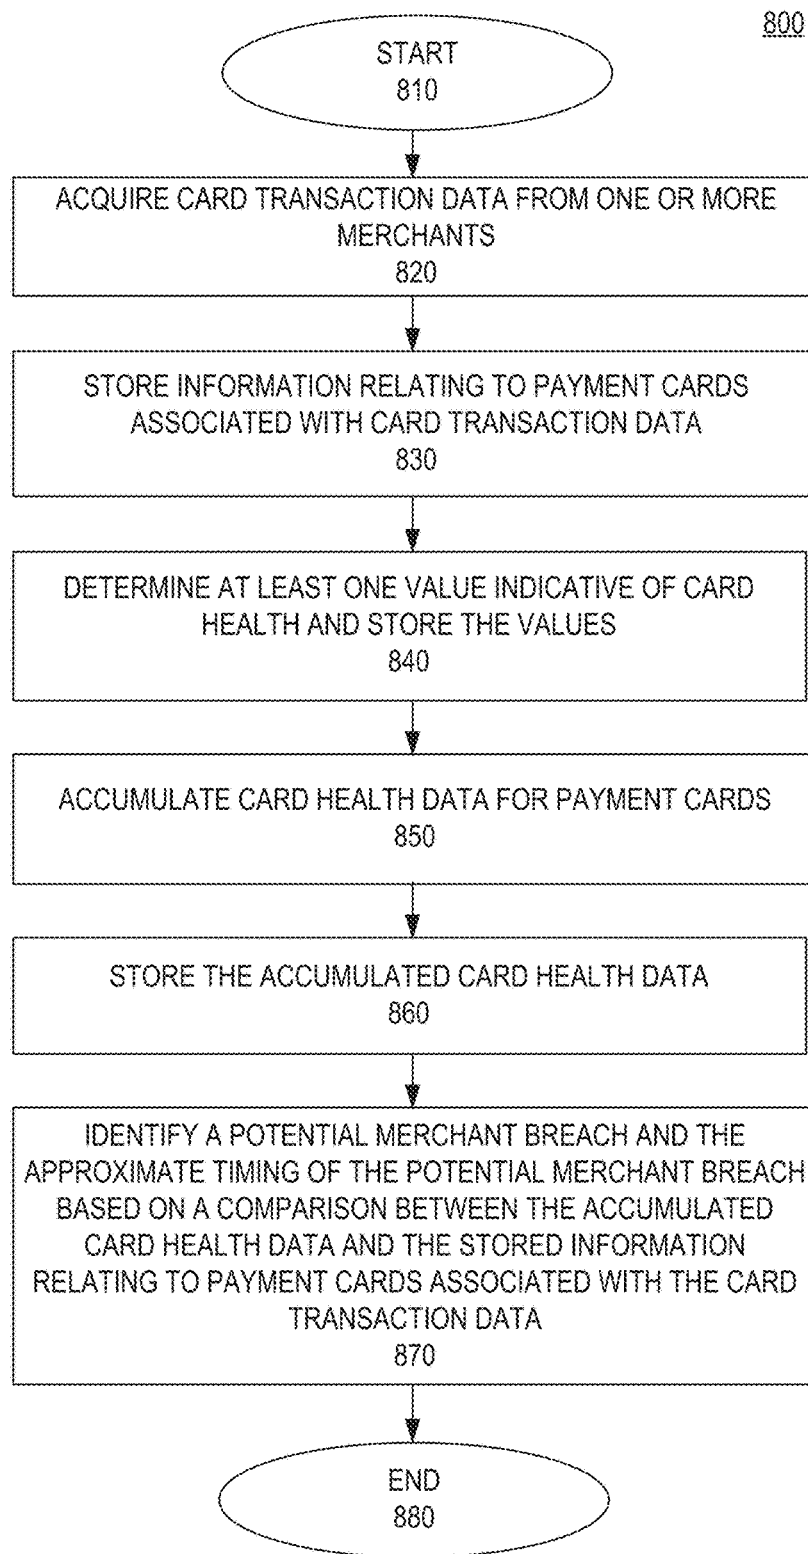 800
START
810
ACQUIRE CARD TRANSACTION DATA FROM ONE OR MORE
MERCHANTS
820
STORE INFORMATION RELATING TO PAYMENT CARDS
ASSOCIATED WITH CARD TRANSACTION DATA
830
DETERMINE AT LEAST ONE VALUE INDICATIVE OF CARD
HEALTH AND STORE THE VALUES
840
ACCUMULATE CARD HEALTH DATA FOR PAYMENT CARDS
850
STORE THE ACCUMULATED CARD HEALTH DATA
860
IDENTIFY A POTENTIAL MERCHANT BREACH AND THE
APPROXIMATE TIMING OF THE POTENTIAL MERCHANT BREACH
BASED ON A COMPARISON BETWEEN THE ACCUMULATED
CARD HEALTH DATA AND THE STORED INFORMATION
RELATING TO PAYMENT CARDS ASSOCIATED WITH THE CARD
TRANSACTION DATA
870
END
880